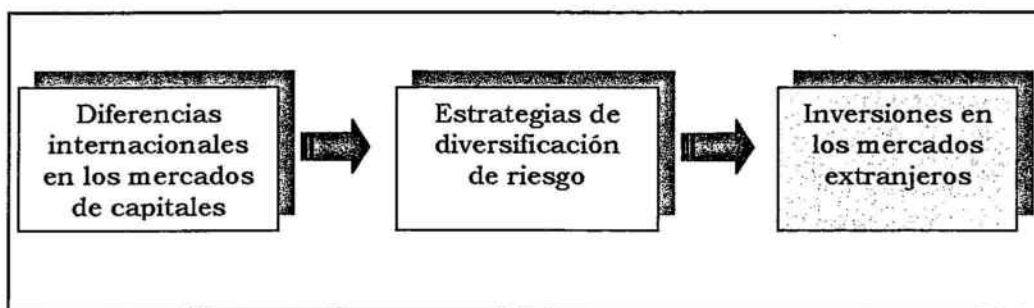 Diferencias
internacionales
en los mercados
de capitales
Estrategias de
diversificación
de riesgo
Inversiones en
los mercados
extranjeros